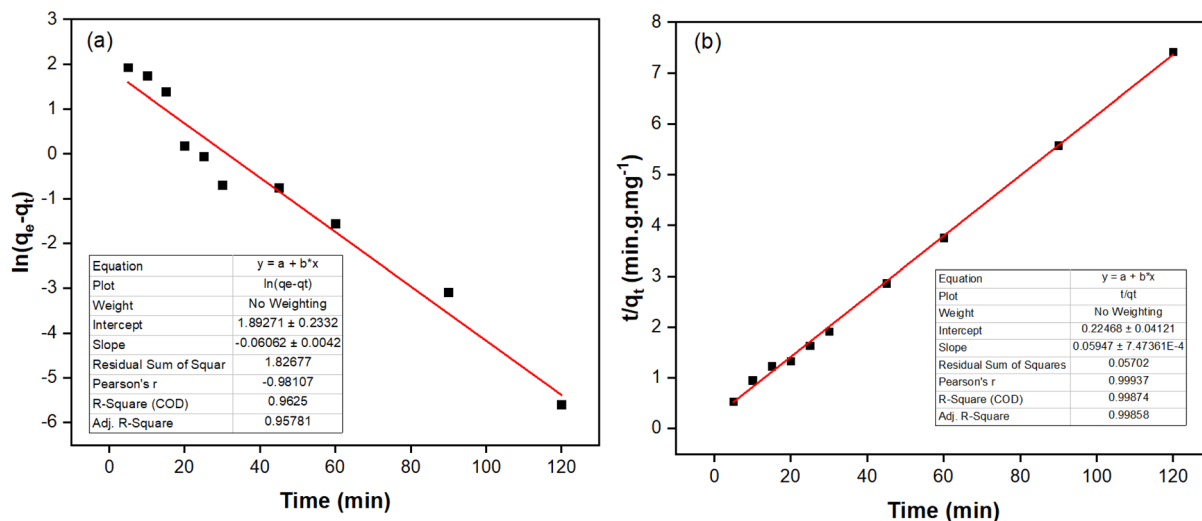 (a)
3
2
1
0
-1
-2
-3
-4
-5
-6
ln(qe-qt)
Equation y = a + b*x
Plot ln(qe-qt)
Weight No Weighting
Intercept 1.89271 ± 0.2332
Slope -0.06062 ± 0.0042
Residual Sum of Squar 1.82677
Pearson's r -0.98107
R-Square (COD) 0.9625
Adj. R-Square 0.95781
0 20 40 60 80 100 120
Time (min)
(b)
8
7
6
5
4
3
2
1
0
t/qt (min.g.mg-1)
Equation y = a + b*x
Plot t/qt
Weight No Weighting
Intercept 0.22468 ± 0.04121
Slope 0.05947 ± 7.47361E-4
Residual Sum of Squares 0.05702
Pearson's r 0.99937
R-Square (COD) 0.99874
Adj. R-Square 0.99858
0 20 40 60 80 100 120
Time (min)